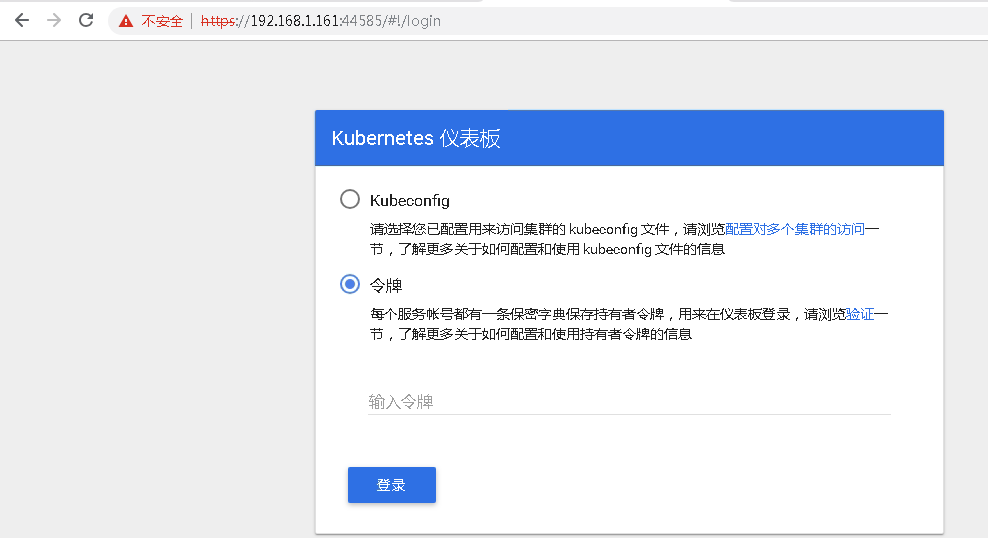 不安全 | https://192.168.1.161:44585/#!/login
Kubernetes 仪表板
Kubeconfig
请选择您已配置用来访问集群的 kubeconfig 文件，请浏览配置对多个集群的访问一
节，了解更多关于如何配置和使用 kubeconfig 文件的信息
令牌
每个服务帐号都有一条保密字典保存持有者令牌，用来在仪表板登录，请浏览验证一
节，了解更多关于如何配置和使用持有者令牌的信息
输入令牌
登录